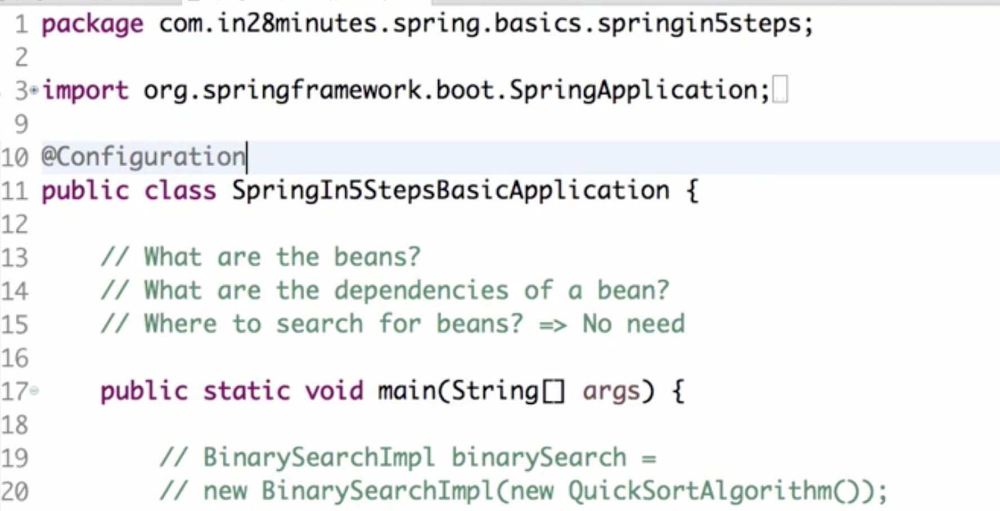 1 package com.in28minutes.spring.basics.springin5steps;
2
3 import org.springframework.boot.SpringApplication;
9
10 @Configuration
11 public class SpringIn5StepsBasicApplication {
12
13 // What are the beans?
14 // What are the dependencies of a bean?
15 // Where to search for beans? => No need
16
17 public static void main(String[] args) {
18
19 // BinarySearchImpl binarySearch =
20 // new BinarySearchImpl(new QuickSortAlgorithm());